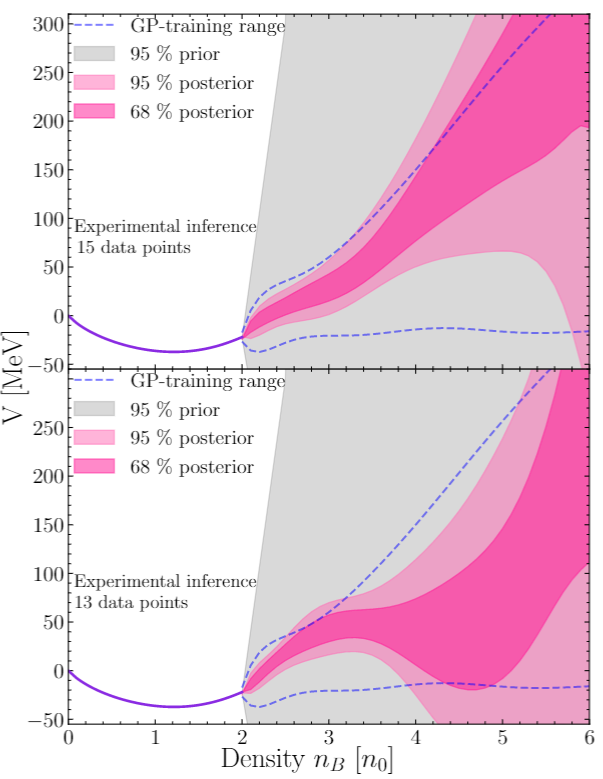 300
250
200
150
100
50
0
−50
GP-training range
95 % prior
95 % posterior
68 % posterior
Experimental inference
15 data points
V [MeV]
250
200
150
100
50
0
−50
GP-training range
95 % prior
95 % posterior
68 % posterior
Experimental inference
13 data points
0 1 2 3 4 5 6
Density n_B [n_0]